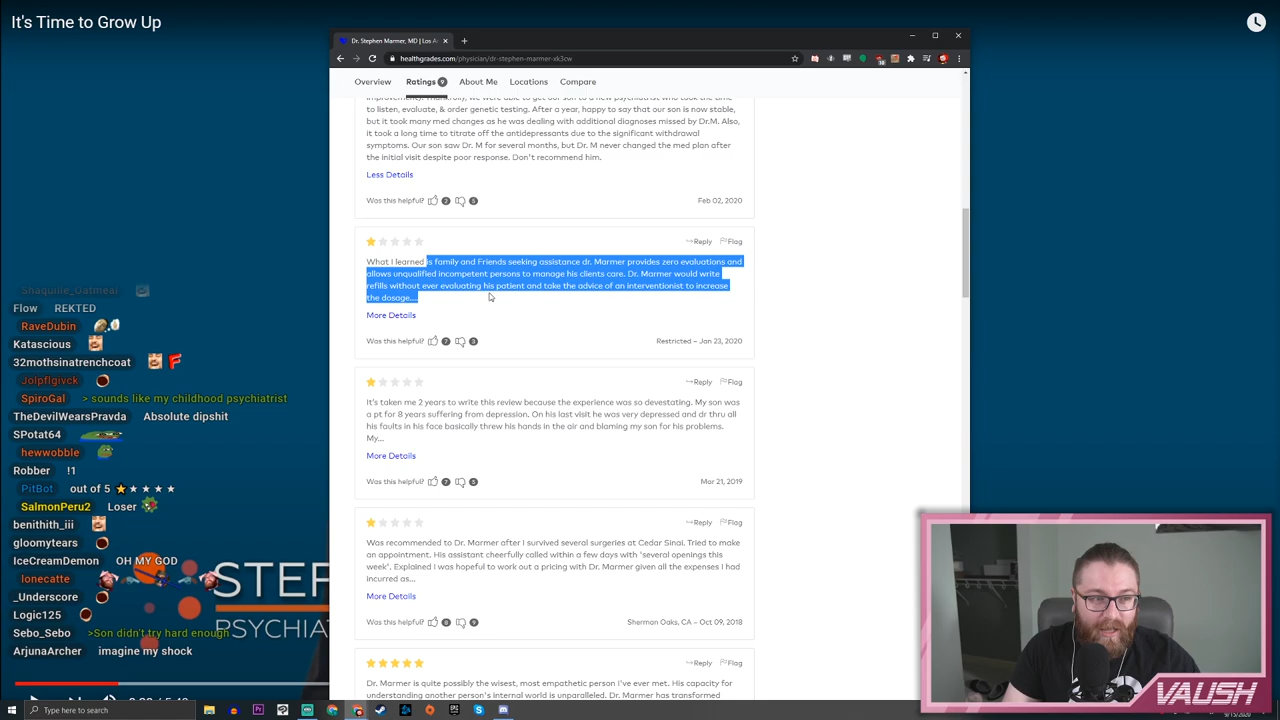 It's Time to Grow Up
Dr. Stephen Marmer, MD | Los A
healthgrades.com/physician/dr-stephen-marmer-xk3cw
Overview
Ratings 9
About Me
Locations
Compare
to listen, evaluate, & order genetic testing. After a year, happy to say that our son is now stable,
but it took many med changes as he was dealing with additional diagnoses missed by Dr.M. Also,
it took a long time to titrate off the antidepressants due to the significant withdrawal
symptoms. Our son saw Dr. M for several months, but Dr. M never changed the med plan after
the initial visit despite poor response. Don't recommend him.
Less Details
Was this helpful? 7 5
Feb 02, 2020
Reply Flag
What I learned is family and Friends seeking assistance dr. Marmer provides zero evaluations and
allows unqualified incompetent persons to manage his clients care. Dr. Marmer would write
refills without ever evaluating his patient and take the advice of an interventionist to increase
the dosage....
More Details
Was this helpful? 7 3
Restricted – Jan 23, 2020
Reply Flag
It's taken me 2 years to write this review because the experience was so devestating. My son was
a pt for 8 years suffering from depression. On his last visit he was very depressed and dr thru all
his faults in his face basically threw his hands in the air and blaming my son for his problems.
My...
More Details
Was this helpful? 7 5
Mar 21, 2019
Reply Flag
Was recommended to Dr. Marmer after I survived several surgeries at Cedar Sinai. Tried to make
an appointment. His assistant cheerfully called within a few days with 'several openings this
week'. Explained I was hopeful to work out a pricing with Dr. Marmer given all the expenses I had
incurred as...
More Details
Was this helpful? 8 9
Sherman Oaks, CA – Oct 09, 2018
Reply Flag
Dr. Marmer is quite possibly the wisest, most empathetic person I've ever met. His capacity for
understanding another person's internal world is unparalleled. Dr. Marmer has transformed
Shaquille_Oatmeal
Flow REKTED
RaveDubin
Katascious
32mothsinatrenchcoat
Jolpflgivck
SpiroGal > sounds like my childhood psychiatrist
TheDevilWearsPravda Absolute dipshit
SPotat64
hewwobble
Robber !1
PitBot out of 5 ★★★★★
SalmonPeru2 Loser
benithith_iii
gloomytears
IceCreamDemon OH MY GOD
lonecatte
_Underscore
Logic125
Sebo_Sebo >Son didn't try hard enough
ArjunaArcher imagine my shock
STEP
PSYCHIA
VAUSH
Type here to search
9/15/2020